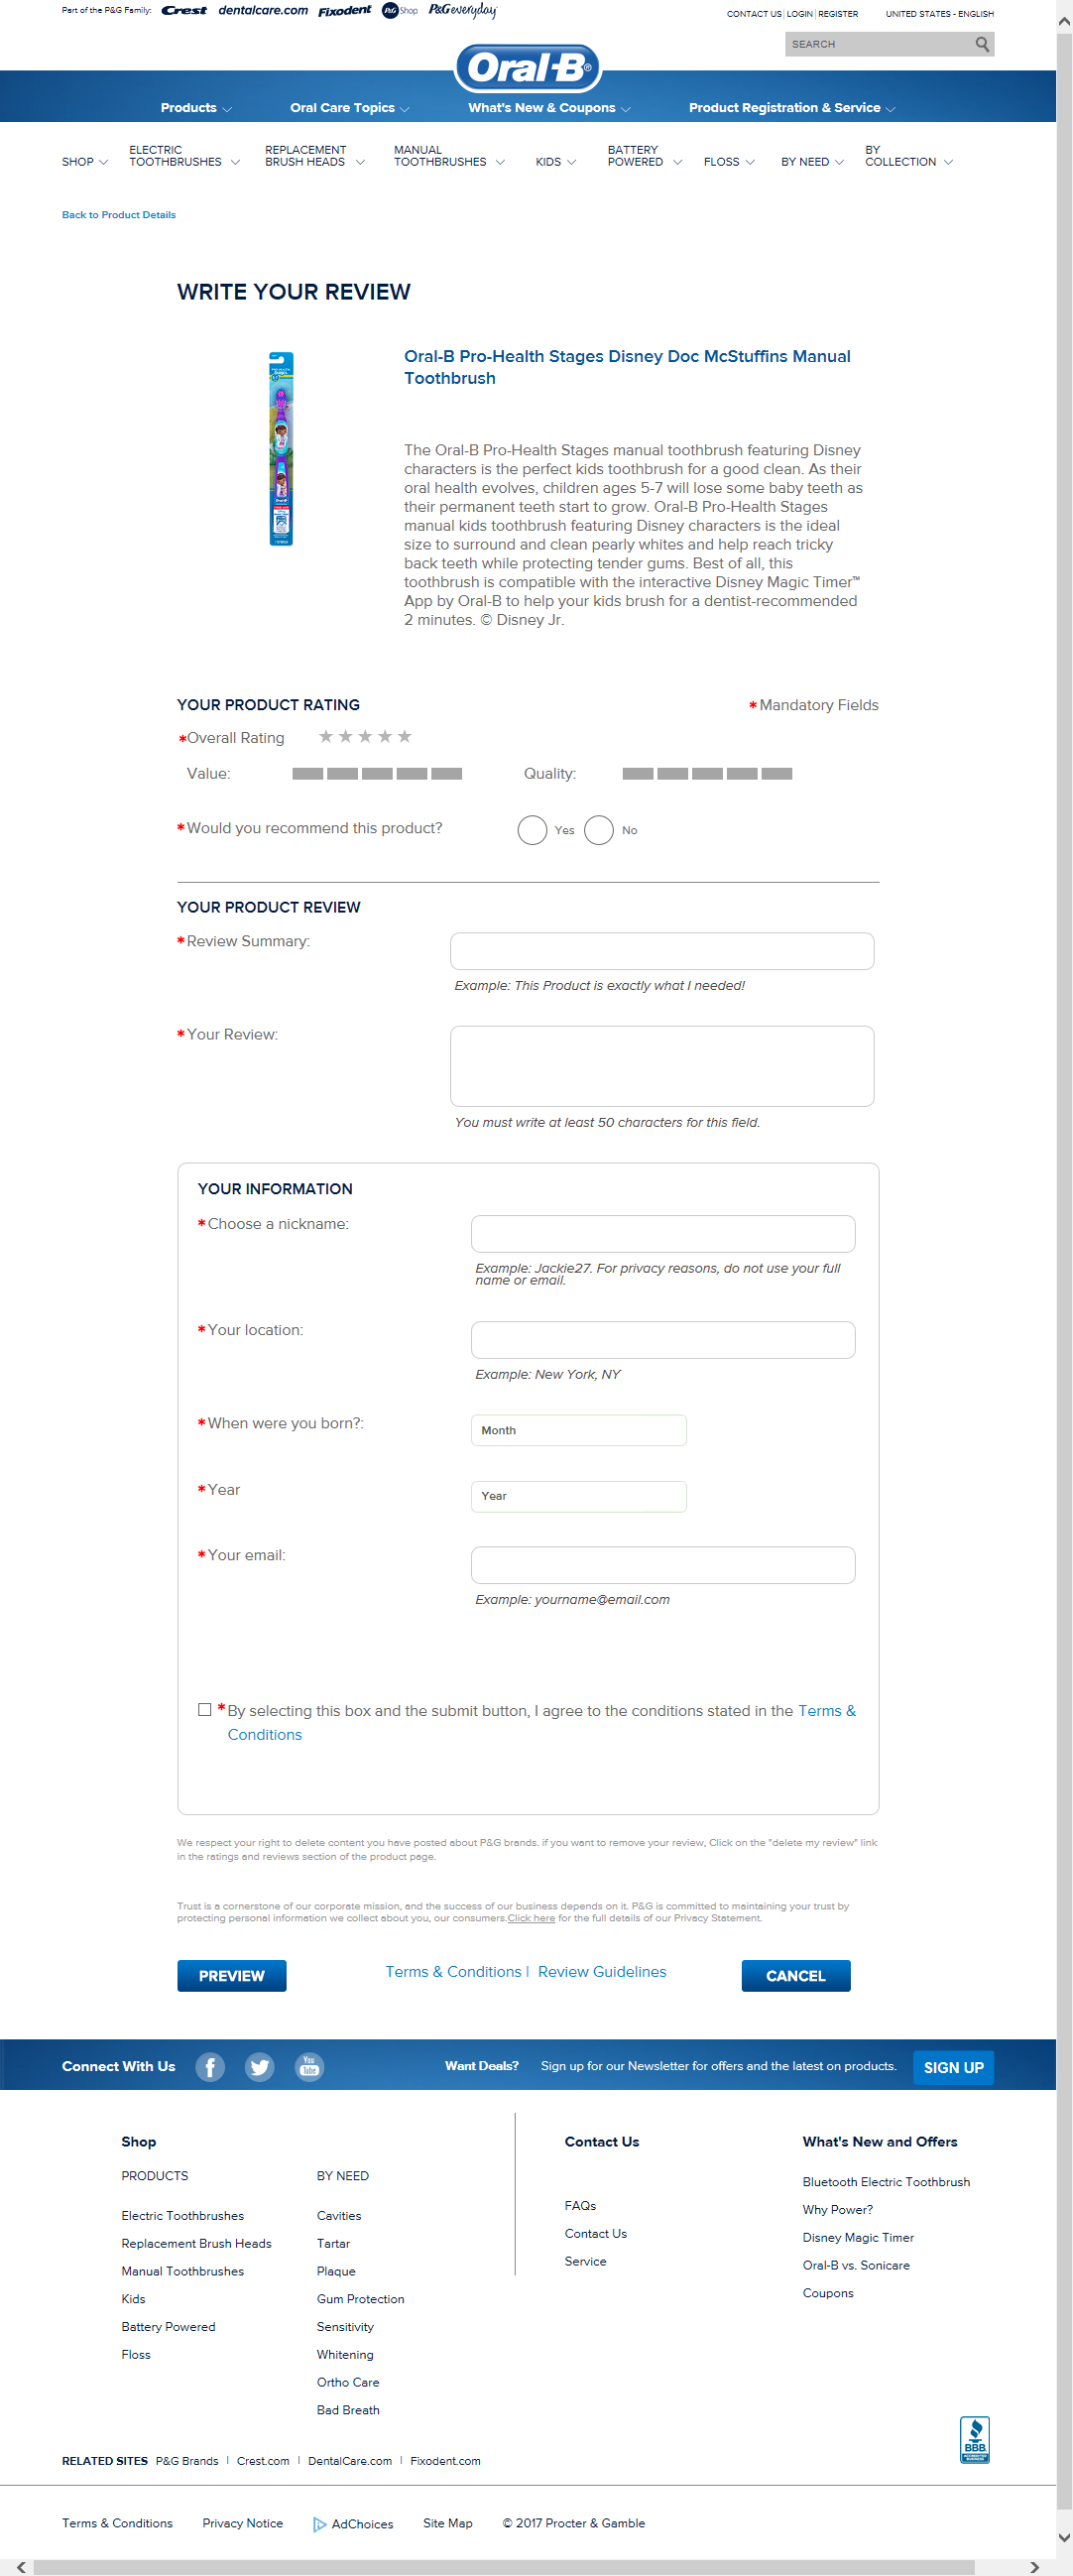 Part of the P&G Family: Crest dentalcare.com Fixodent P&G Shop P&Geveryday
CONTACT US LOGIN REGISTER UNITED STATES - ENGLISH
SEARCH
Oral-B®
Products Oral Care Topics What's New & Coupons Product Registration & Service
SHOP ELECTRIC TOOTHBRUSHES REPLACEMENT BRUSH HEADS MANUAL TOOTHBRUSHES KIDS BATTERY POWERED FLOSS BY NEED BY COLLECTION
Back to Product Details
WRITE YOUR REVIEW
Oral-B Pro-Health Stages Disney Doc McStuffins Manual
Toothbrush
The Oral-B Pro-Health Stages manual toothbrush featuring Disney
characters is the perfect kids toothbrush for a good clean. As their
oral health evolves, children ages 5-7 will lose some baby teeth as
their permanent teeth start to grow. Oral-B Pro-Health Stages
manual kids toothbrush featuring Disney characters is the ideal
size to surround and clean pearly whites and help reach tricky
back teeth while protecting tender gums. Best of all, this
toothbrush is compatible with the interactive Disney Magic Timer™
App by Oral-B to help your kids brush for a dentist-recommended
2 minutes. © Disney Jr.
YOUR PRODUCT RATING
*Mandatory Fields
*Overall Rating
Value: Quality:
*Would you recommend this product? Yes No
YOUR PRODUCT REVIEW
*Review Summary:
Example: This Product is exactly what I needed!
*Your Review:
You must write at least 50 characters for this field.
YOUR INFORMATION
*Choose a nickname:
Example: Jackie27. For privacy reasons, do not use your full
name or email.
*Your location:
Example: New York, NY
*When were you born?: Month
*Year Year
*Your email:
Example: yourname@email.com
*By selecting this box and the submit button, I agree to the conditions stated in the Terms &
Conditions
We respect your right to delete content you have posted about P&G brands. if you want to remove your review, Click on the "delete my review" link
in the ratings and reviews section of the product page.
Trust is a cornerstone of our corporate mission, and the success of our business depends on it. P&G is committed to maintaining your trust by
protecting personal information we collect about you, our consumers.Click here for the full details of our Privacy Statement.
PREVIEW Terms & Conditions | Review Guidelines CANCEL
Connect With Us You Tube Want Deals? Sign up for our Newsletter for offers and the latest on products. SIGN UP
Shop
PRODUCTS
Electric Toothbrushes
Replacement Brush Heads
Manual Toothbrushes
Kids
Battery Powered
Floss
BY NEED
Cavities
Tartar
Plaque
Gum Protection
Sensitivity
Whitening
Ortho Care
Bad Breath
Contact Us
FAQs
Contact Us
Service
What's New and Offers
Bluetooth Electric Toothbrush
Why Power?
Disney Magic Timer
Oral-B vs. Sonicare
Coupons
BBB
RELATED SITES P&G Brands | Crest.com | DentalCare.com | Fixodent.com
Terms & Conditions Privacy Notice AdChoices Site Map © 2017 Procter & Gamble